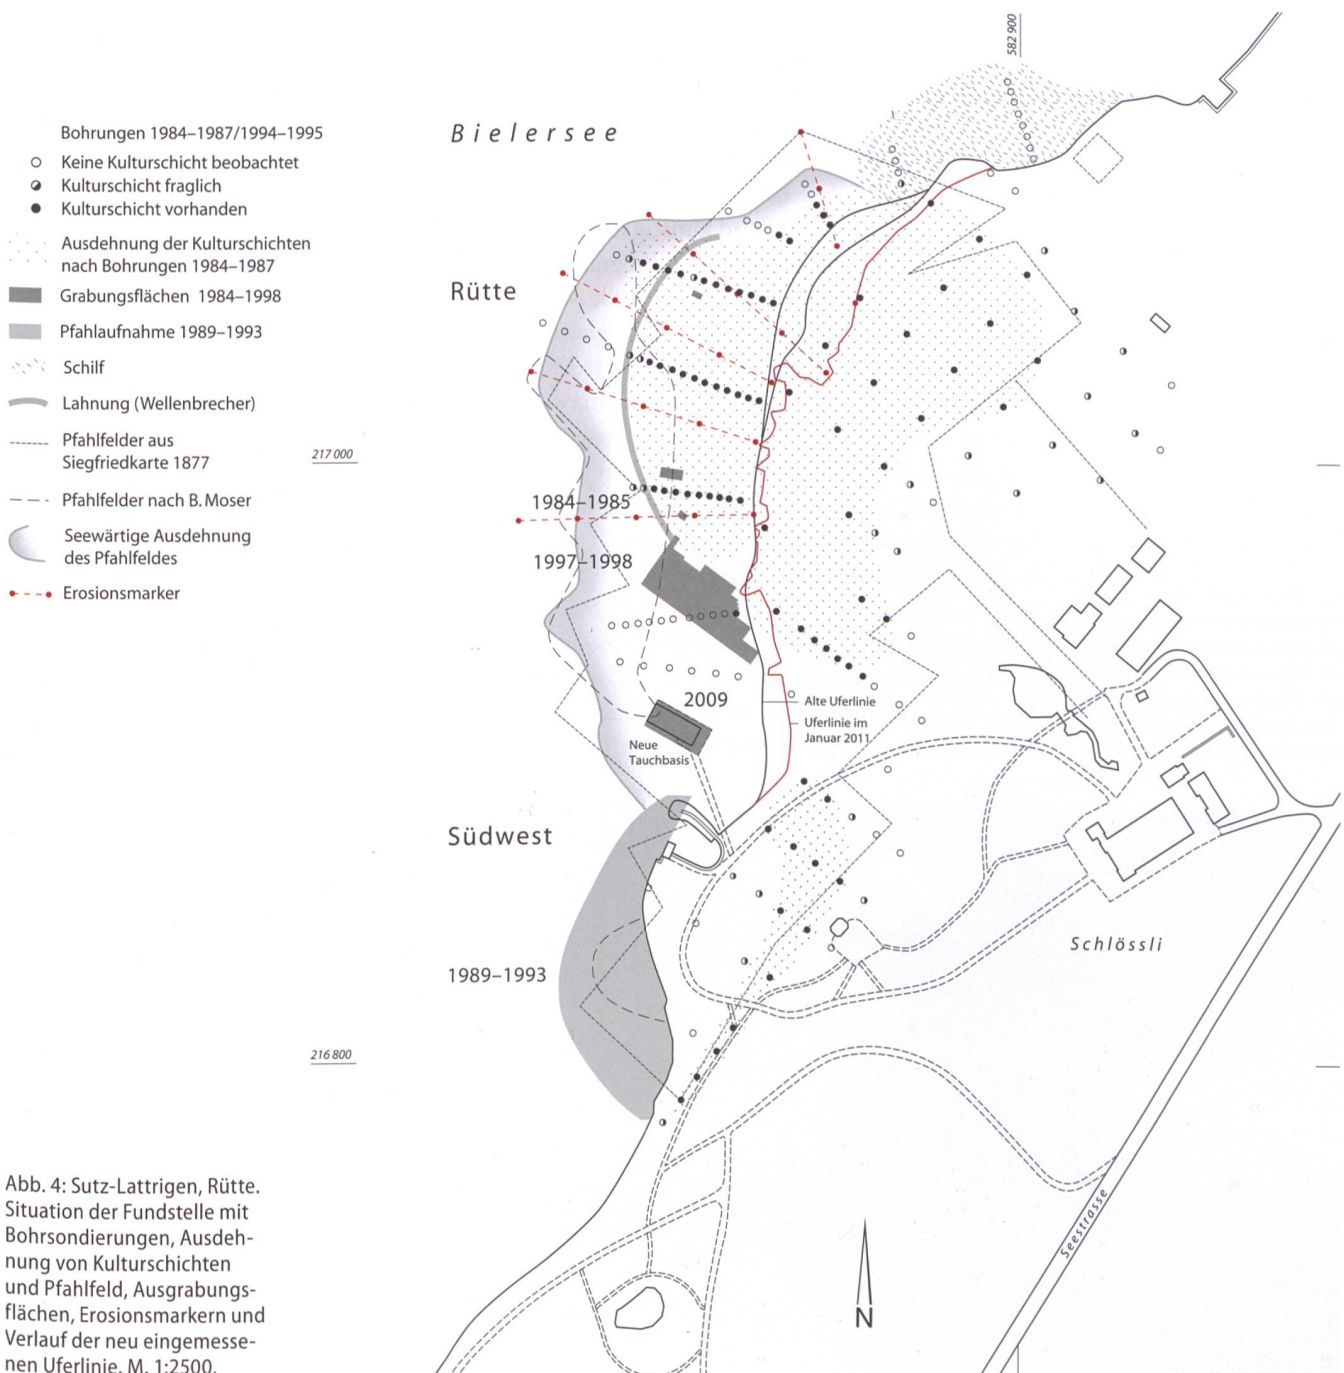 582 900
Bohrungen 1984–1987/1994–1995
Keine Kulturschicht beobachtet
Kulturschicht fraglich
Kulturschicht vorhanden
Ausdehnung der Kulturschichten
nach Bohrungen 1984–1987
Grabungsflächen 1984–1998
Pfahlaufnahme 1989–1993
Schilf
Lahnung (Wellenbrecher)
Pfahlfelder aus
Siegfriedkarte 1877
Pfahlfelder nach B. Moser
Seewärtige Ausdehnung
des Pfahlfeldes
Erosionsmarker
Bielersee
Rütte
217 000
1984–1985
1997–1998
2009
Alte Uferlinie
Uferlinie im
Januar 2011
Neue
Tauchbasis
Südwest
1989–1993
Schlössli
216 800
Seestrasse
N
Abb. 4: Sutz-Lattrigen, Rütte.
Situation der Fundstelle mit
Bohrsondierungen, Ausdeh-
nung von Kulturschichten
und Pfahlfeld, Ausgrabungs-
flächen, Erosionsmarkern und
Verlauf der neu eingemesse-
nen Uferlinie. M. 1:2500.